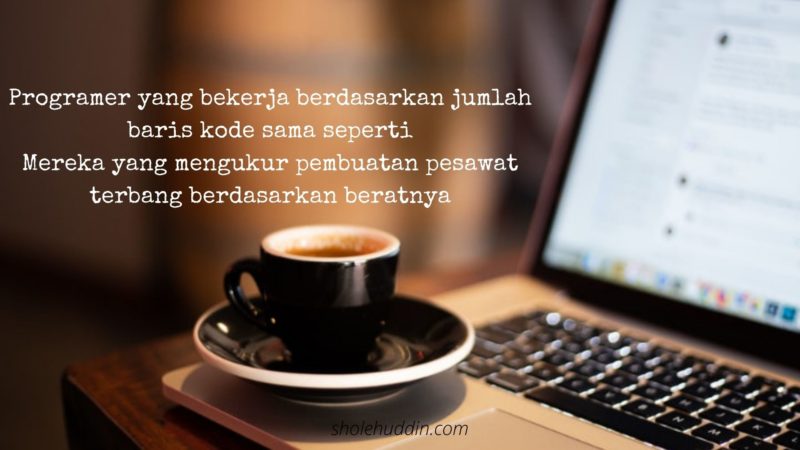 Programer yang bekerja berdasarkan jumlah
baris kode sama seperti
Mereka yang mengukur pembuatan pesawat
terbang berdasarkan beratnya
sholehuddin.com